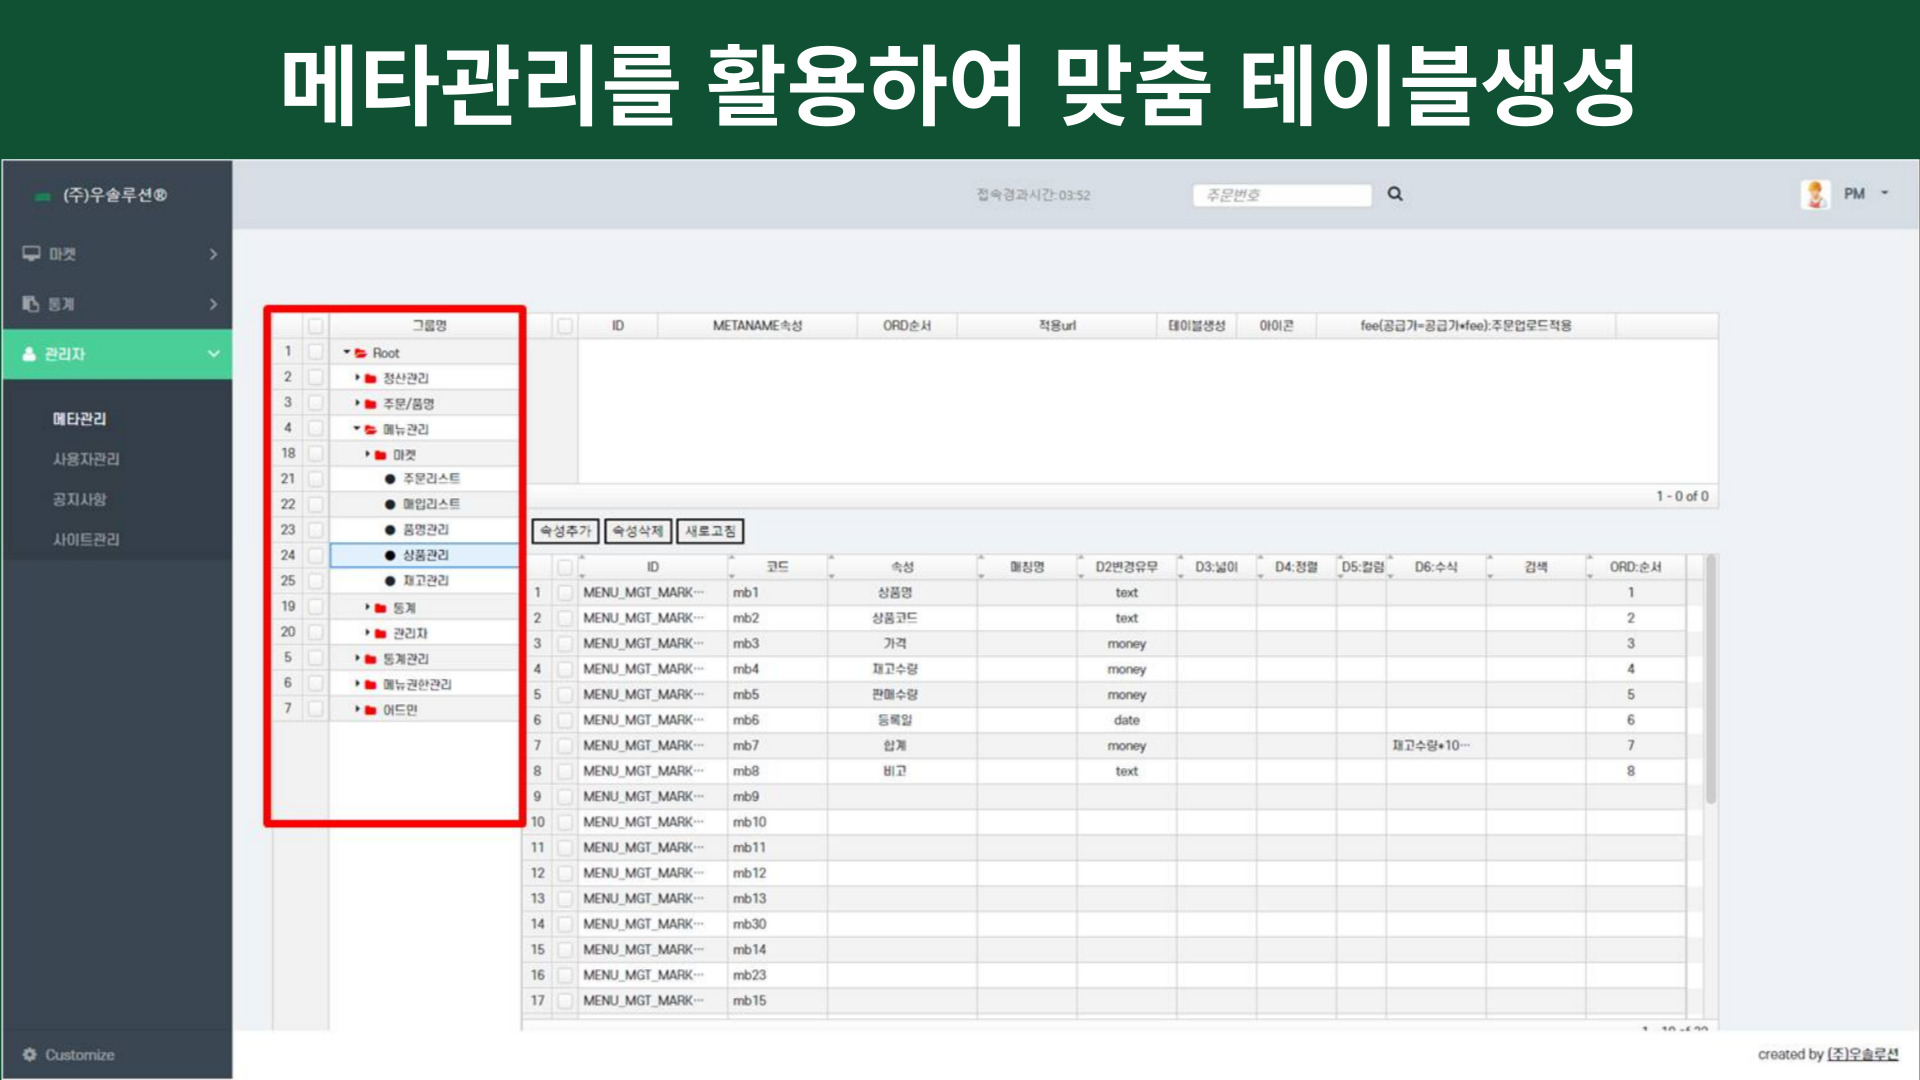 메타관리를 활용하여 맞춤 테이블생성
(주)우솔루션®
접속경과시간:03:52
주문번호
PM
마켓
통계
관리자
메타관리
사용자관리
공지사항
사이트관리
Customize
그룹명
1 Root
2 정산관리
3 주문/품명
4 메뉴관리
18 마켓
21 주문리스트
22 매입리스트
23 품명관리
24 상품관리
25 재고관리
19 통계
20 관리자
5 통계관리
6 메뉴권한관리
7 어드민
ID METANAME속성 ORD순서 적용url 테이블생성 아이콘 fee(공급가=공급가*fee):주문업로드적용
1 - 0 of 0
속성추가 속성삭제 새로고침
ID 코드 속성 매칭명 D2변경유무 D3:넓이 D4:정렬 D5:컬럼 D6:수식 검색 ORD:순서
1 MENU_MGT_MARK··· mb1 상품명 text 1
2 MENU_MGT_MARK··· mb2 상품코드 text 2
3 MENU_MGT_MARK··· mb3 가격 money 3
4 MENU_MGT_MARK··· mb4 재고수량 money 4
5 MENU_MGT_MARK··· mb5 판매수량 money 5
6 MENU_MGT_MARK··· mb6 등록일 date 6
7 MENU_MGT_MARK··· mb7 합계 money 재고수량*10··· 7
8 MENU_MGT_MARK··· mb8 비고 text 8
9 MENU_MGT_MARK··· mb9
10 MENU_MGT_MARK··· mb10
11 MENU_MGT_MARK··· mb11
12 MENU_MGT_MARK··· mb12
13 MENU_MGT_MARK··· mb13
14 MENU_MGT_MARK··· mb30
15 MENU_MGT_MARK··· mb14
16 MENU_MGT_MARK··· mb23
17 MENU_MGT_MARK··· mb15
created by (주)우솔루션